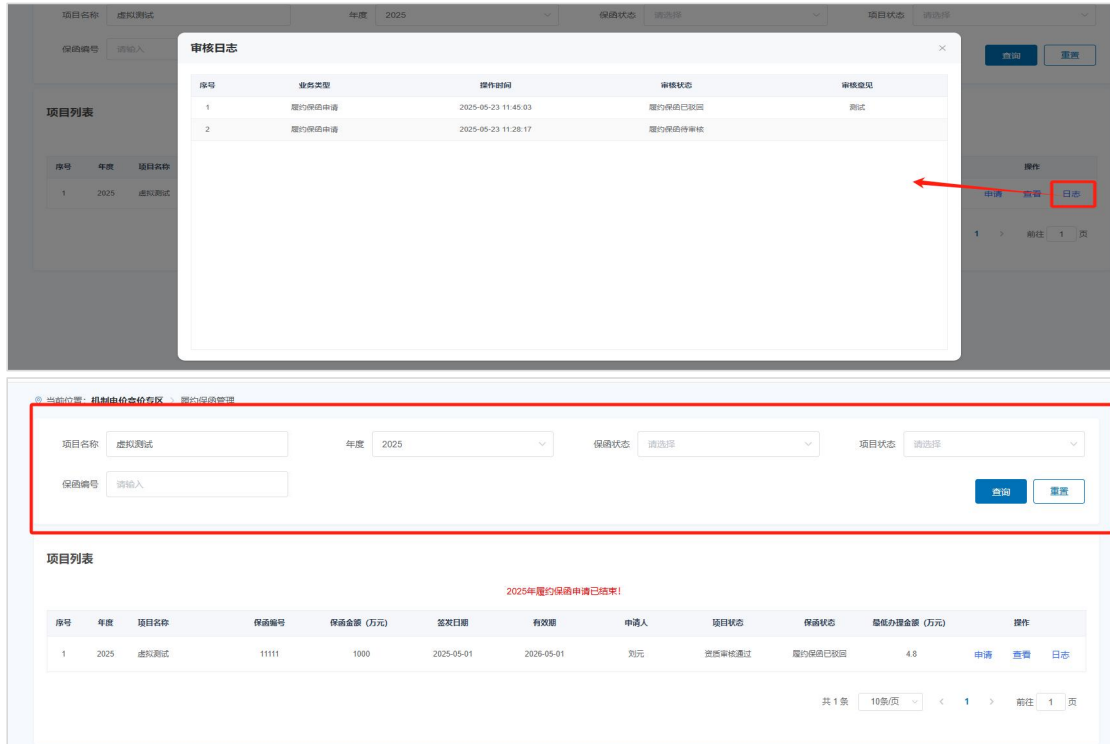 项目名称 虚拟测试 年度 2025 保函状态 请选择 项目状态 请选择
保函编号 请输入 查询 重置
审核日志
序号 业务类型 操作时间 审核状态 审核意见
1 履约保函申请 2025-05-23 11:45:03 履约保函已驳回 测试
2 履约保函申请 2025-05-23 11:28:17 履约保函待审核
项目列表
序号 年度 项目名称 操作
1 2025 虚拟测试 申请 查看 日志
1 前往 1 页
当前位置: 机制电价竞价专区 履约保函管理
项目名称 虚拟测试 年度 2025 保函状态 请选择 项目状态 请选择
保函编号 请输入 查询 重置
项目列表
2025年履约保函申请已结束!
序号 年度 项目名称 保函编号 保函金额 (万元) 签发日期 有效期 申请人 项目状态 保函状态 最低办理金额 (万元) 操作
1 2025 虚拟测试 11111 1000 2025-05-01 2026-05-01 刘元 资质审核通过 履约保函已驳回 4.8 申请 查看 日志
共 1 条 10条/页 1 前往 1 页